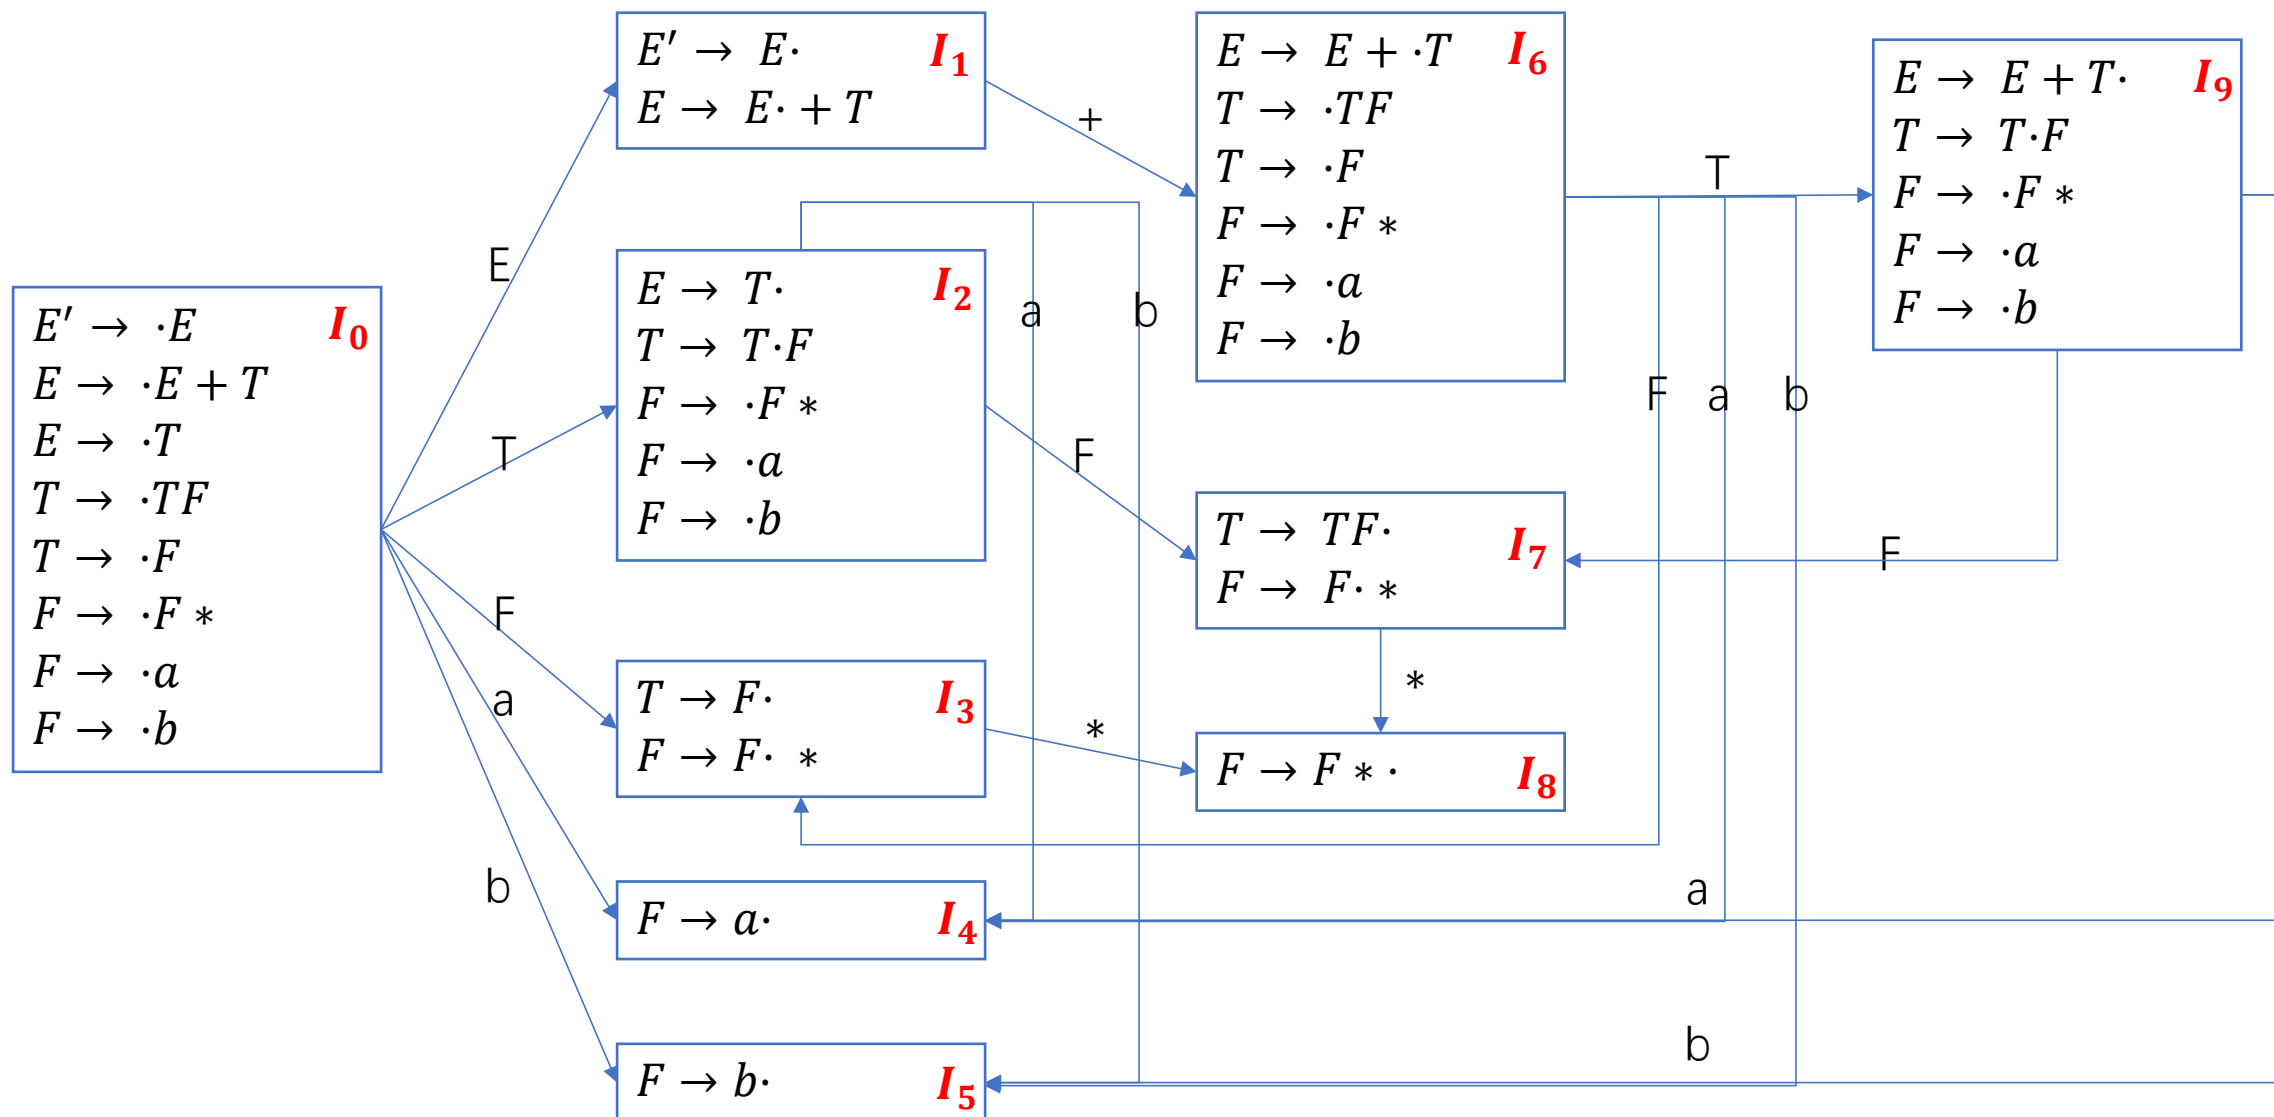 E′ → ·E I₀
E → ·E + T
E → ·T
T → ·TF
T → ·F
F → ·F ∗
F → ·a
F → ·b
E
T
F
a
b
E′ → E· I₁
E → E· + T
E → T· I₂
T → T·F
F → ·F ∗
F → ·a
F → ·b
T → F· I₃
F → F· ∗
F → a· I₄
F → b· I₅
+
a
b
F
∗
E → E + ·T I₆
T → ·TF
T → ·F
F → ·F ∗
F → ·a
F → ·b
T → TF· I₇
F → F· ∗
∗
F → F ∗ · I₈
T
F
a
b
F
a
b
E → E + T· I₉
T → T·F
F → ·F ∗
F → ·a
F → ·b